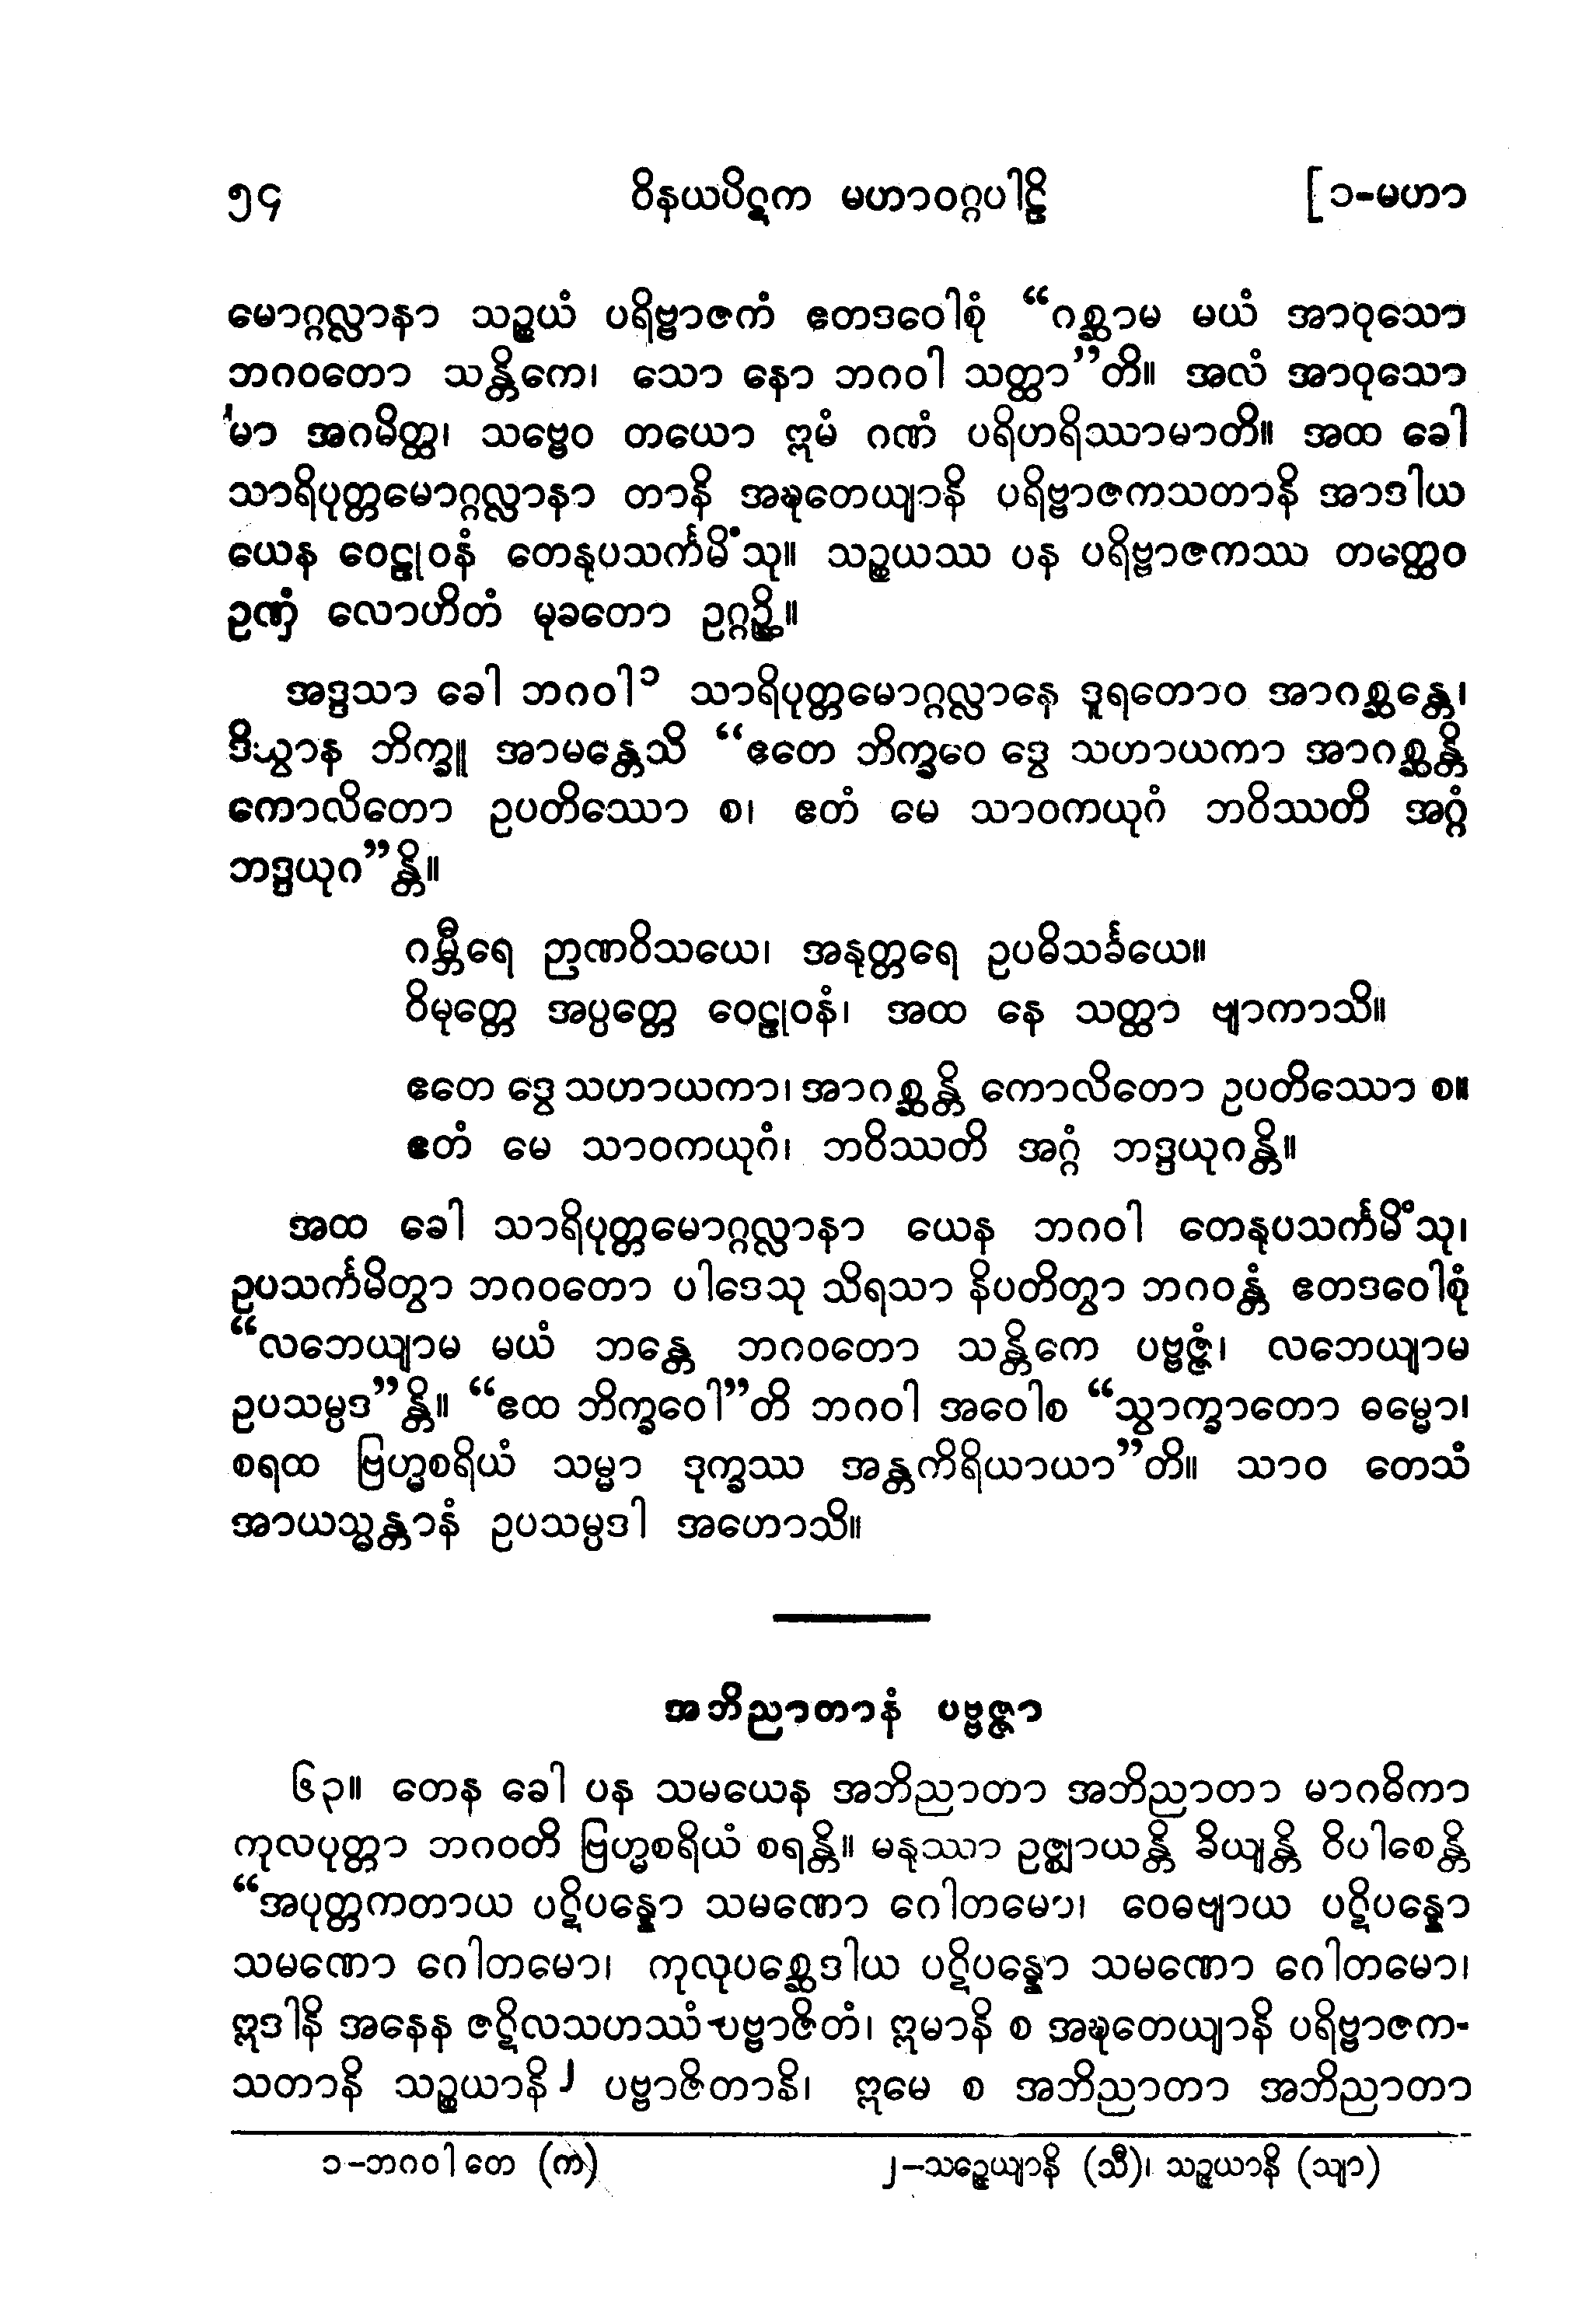 ၅၄ ဝိနယပိဋက မဟာဝဂ္ဂပါဠိ [၁-မဟာ
မောဂ္ဂလ္လာနာ သဉ္စယံ ပရိဗ္ဗာဇကံ ဧတဒဝေါစုံ “ဂစ္ဆာမ မယံ အာဝုသော
ဘဂဝတော သန္တိကေ၊ သော နော ဘဂဝါ သတ္ထာ”တိ။ အလံ အာဝုသော
မာ အဂမိတ္ထ၊ သဗ္ဗေဝ တယော ဣမံ ဂဏံ ပရိဟရိဿာမာတိ။ အထ ခေါ
သာရိပုတ္တမောဂ္ဂလ္လာနာ တာနိ အဍ္ဎတေယျာနိ ပရိဗ္ဗာဇကသတာနိ အာဒါယ
ယေန ဝေဠုဝနံ တေနုပသင်္ကမိံသု။ သဉ္စယဿ ပန ပရိဗ္ဗာဇကဿ တတ္ထေဝ
ဥဏှံ လောဟိတံ မုခတော ဥဂ္ဂဉ္ဆိ။
အဒ္ဒသာ ခေါ ဘဂဝါ၁ သာရိပုတ္တမောဂ္ဂလ္လာနေ ဒူရတောဝ အာဂစ္ဆန္တေ၊
ဒိသွာန ဘိက္ခူ အာမန္တေသိ “ဧတေ ဘိက္ခဝေ ဒွေ သဟာယကာ အာဂစ္ဆန္တိ
ကောလိတော ဥပတိဿော စ၊ ဧတံ မေ သာဝကယုဂံ ဘဝိဿတိ အဂ္ဂံ
ဘဒ္ဒယုဂ”န္တိ။
ဂမ္ဘီရေ ဉာဏဝိသယေ၊ အနုတ္တရေ ဥပဓိသင်္ခယေ။
ဝိမုတ္တေ အပ္ပတ္တေ ဝေဠုဝနံ၊ အထ နေ သတ္ထာ ဗျာကာသိ။
ဧတေ ဒွေ သဟာယကာ၊ အာဂစ္ဆန္တိ ကောလိတော ဥပတိဿော စ။
ဧတံ မေ သာဝကယုဂံ၊ ဘဝိဿတိ အဂ္ဂံ ဘဒ္ဒယုဂန္တိ။
အထ ခေါ သာရိပုတ္တမောဂ္ဂလ္လာနာ ယေန ဘဂဝါ တေနုပသင်္ကမိံသု၊
ဥပသင်္ကမိတွာ ဘဂဝတော ပါဒေသု သိရသာ နိပတိတွာ ဘဂဝန္တံ ဧတဒဝေါစုံ
“လဘေယျာမ မယံ ဘန္တေ ဘဂဝတော သန္တိကေ ပဗ္ဗဇ္ဇံ၊ လဘေယျာမ
ဥပသမ္ပဒ”န္တိ။ “ဧထ ဘိက္ခဝေါ”တိ ဘဂဝါ အဝေါစ “သွာက္ခာတော ဓမ္မော၊
စရထ ဗြဟ္မစရိယံ သမ္မာ ဒုက္ခဿ အန္တကိရိယာယာ”တိ။ သာဝ တေသံ
အာယသ္မန္တာနံ ဥပသမ္ပဒါ အဟောသိ။
အဘိညာတာနံ ပဗ္ဗဇ္ဇာ
၆၃။ တေန ခေါ ပန သမယေန အဘိညာတာ အဘိညာတာ မာဂဓိကာ
ကုလပုတ္တာ ဘဂဝတိ ဗြဟ္မစရိယံ စရန္တိ။ မနုဿာ ဥဇ္ဈာယန္တိ ခိယျန္တိ ဝိပါစေန္တိ
“အပုတ္တကတာယ ပဋိပန္နော သမဏော ဂေါတမော၊ ဝေဓဗျာယ ပဋိပန္နော
သမဏော ဂေါတမော၊ ကုလုပစ္ဆေဒါယ ပဋိပန္နော သမဏော ဂေါတမော၊
ဣဒါနိ အနေန ဇဋိလသဟဿံ ပဗ္ဗာဇိတံ၊ ဣမာနိ စ အဍ္ဎတေယျာနိ ပရိဗ္ဗာဇက-
သတာနိ သဉ္စယာနိ၂ ပဗ္ဗာဇိတာနိ၊ ဣမေ စ အဘိညာတာ အဘိညာတာ
၁-ဘဂဝါ တေ (က) ၂-သဉ္စေယျာနိ (သီ)၊ သဉ္ဇယာနိ (သျာ)